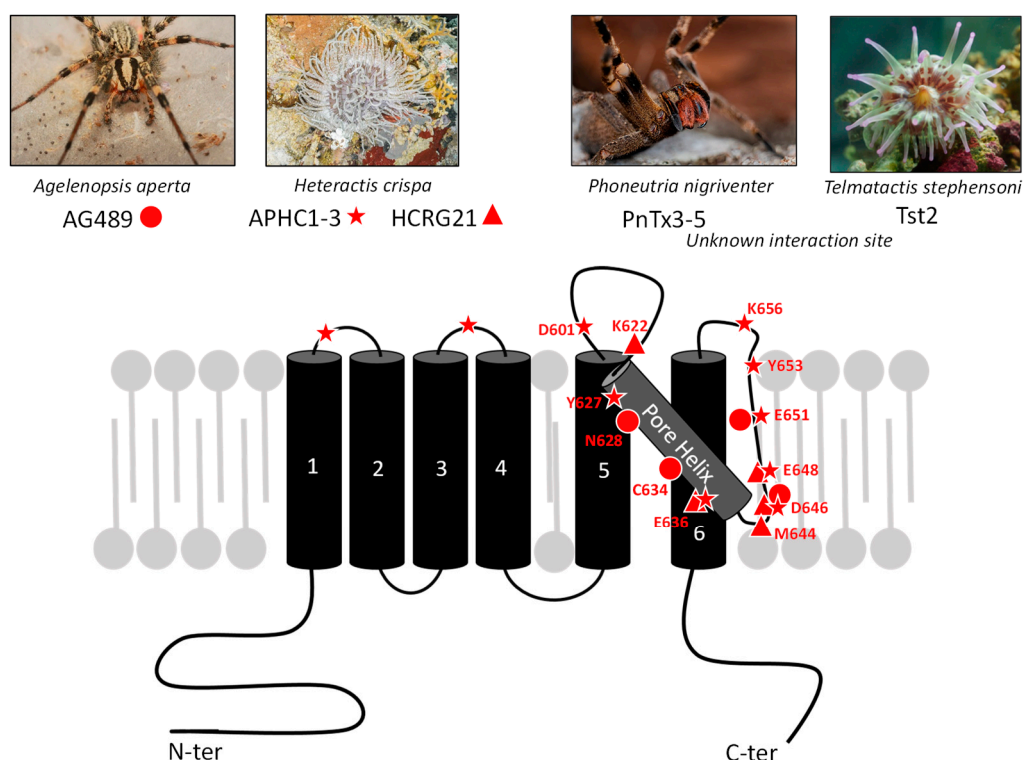 Agelenopsis aperta
Heteractis crispa
Phoneutria nigriventer
Telmatactis stephensoni
AG489
APHC1-3
HCRG21
PnTx3-5
Tst2
Unknown interaction site
K656
D601
K622
Y653
Y627
E651
N628
Pore Helix
1
2
3
4
5
E648
C634
D646
E636
6
M644
N-ter
C-ter